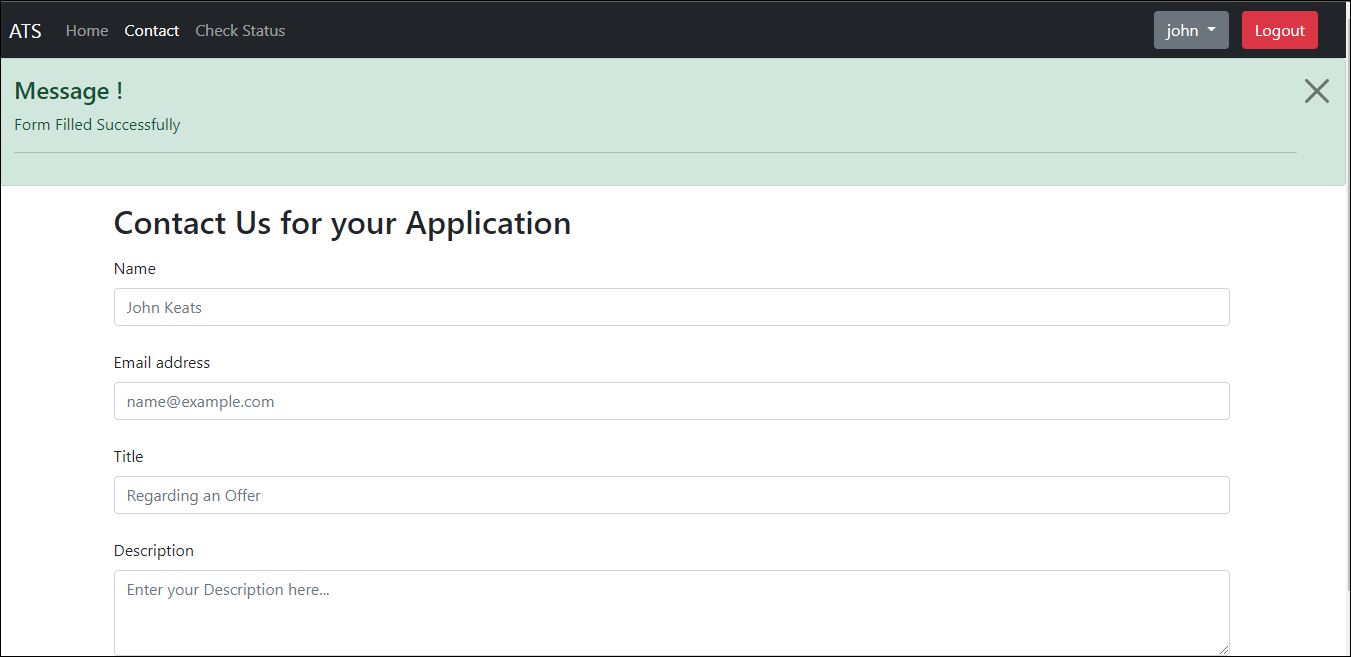 ATS Home Contact Check Status john Logout
Message !
Form Filled Successfully
Contact Us for your Application
Name
John Keats
Email address
name@example.com
Title
Regarding an Offer
Description
Enter your Description here...